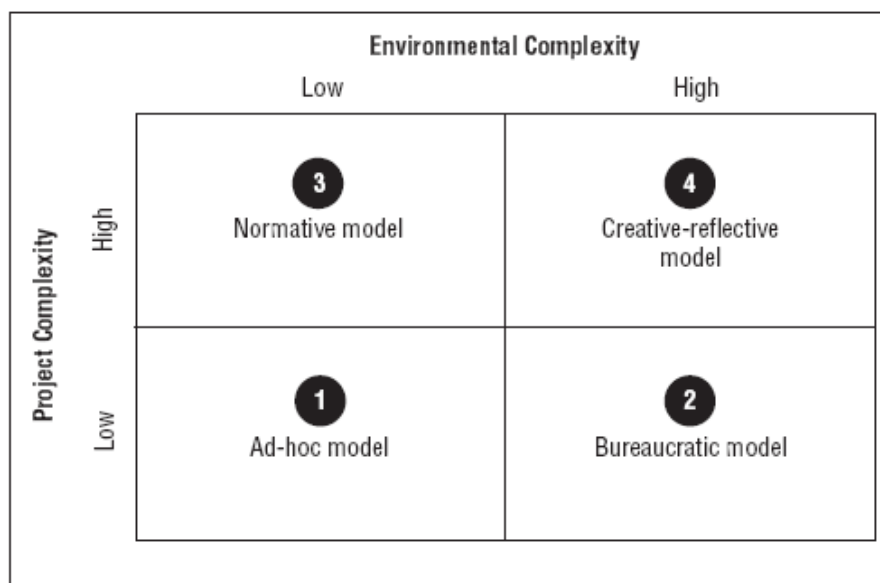 Environmental Complexity
Low High
Project Complexity
High
3
Normative model
4
Creative-reflective
model
Low
1
Ad-hoc model
2
Bureaucratic model